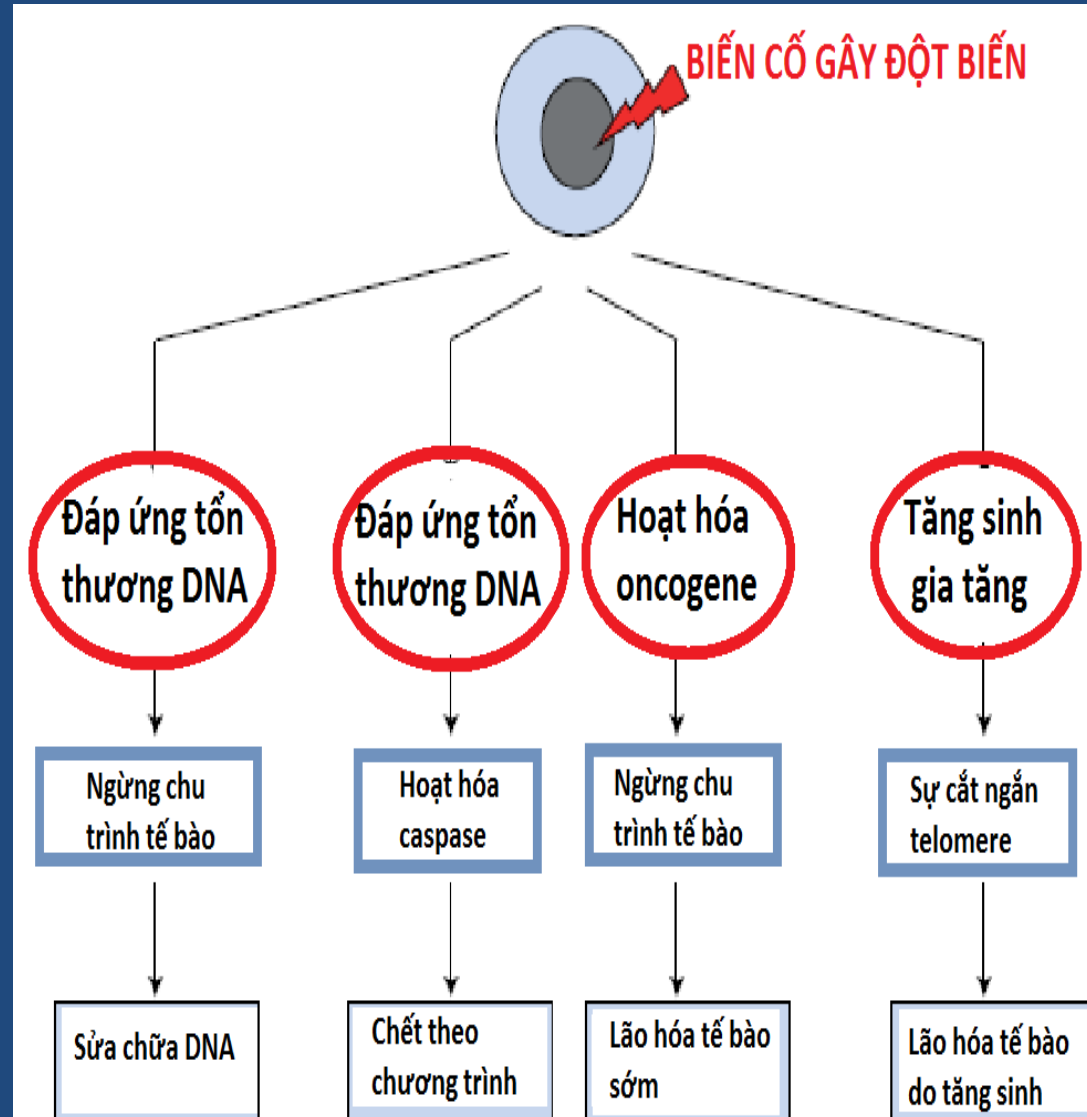 BIẾN CỐ GÂY ĐỘT BIẾN
Đáp ứng tổn
thương DNA
Đáp ứng tổn
thương DNA
Hoạt hóa
oncogene
Tăng sinh
gia tăng
Ngừng chu
trình tế bào
Hoạt hóa
caspase
Ngừng chu
trình tế bào
Sự cắt ngắn
telomere
Sửa chữa DNA
Chết theo
chương trình
Lão hóa tế bào
sớm
Lão hóa tế bào
do tăng sinh